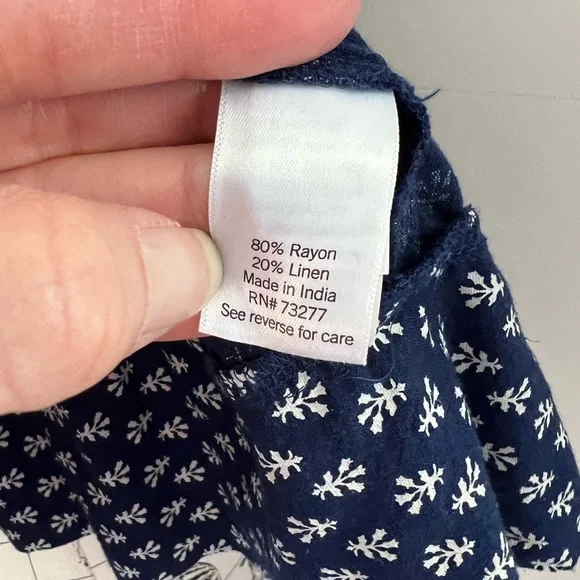 80% Rayon
20% Linen
Made in India
RN# 73277
See reverse for care